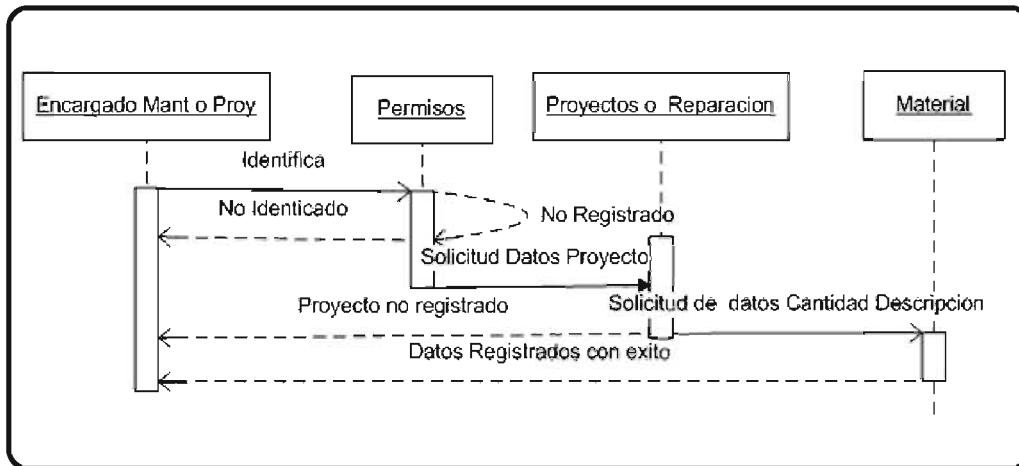 Encargado Mant o Proy
Permisos
Proyectos o Reparacion
Material
Identifica
No Identicado
No Registrado
Solicitud Datos Proyecto
Proyecto no registrado
Solicitud de datos Cantidad Descripción
Datos Registrados con exito